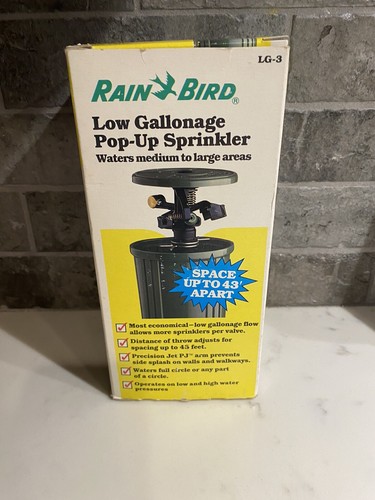 LG-3
RAIN BIRD®
Low Gallonage
Pop-Up Sprinkler
Waters medium to large areas
SPACE
UP TO 43'
APART
Most economical—low gallonage flow
allows more sprinklers per valve.
Distance of throw adjusts for
spacing up to 45 feet.
Precision Jet PJ™ arm prevents
side splash on walls and walkways.
Waters full circle or any part
of a circle.
Operates on low and high water
pressures